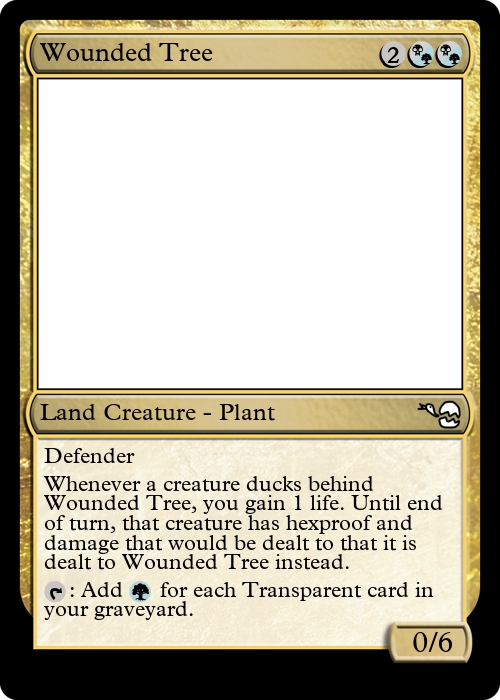 Wounded Tree
2
Land Creature - Plant
Defender
Whenever a creature ducks behind
Wounded Tree, you gain 1 life. Until end
of turn, that creature has hexproof and
damage that would be dealt to that it is
dealt to Wounded Tree instead.
: Add for each Transparent card in
your graveyard.
0/6